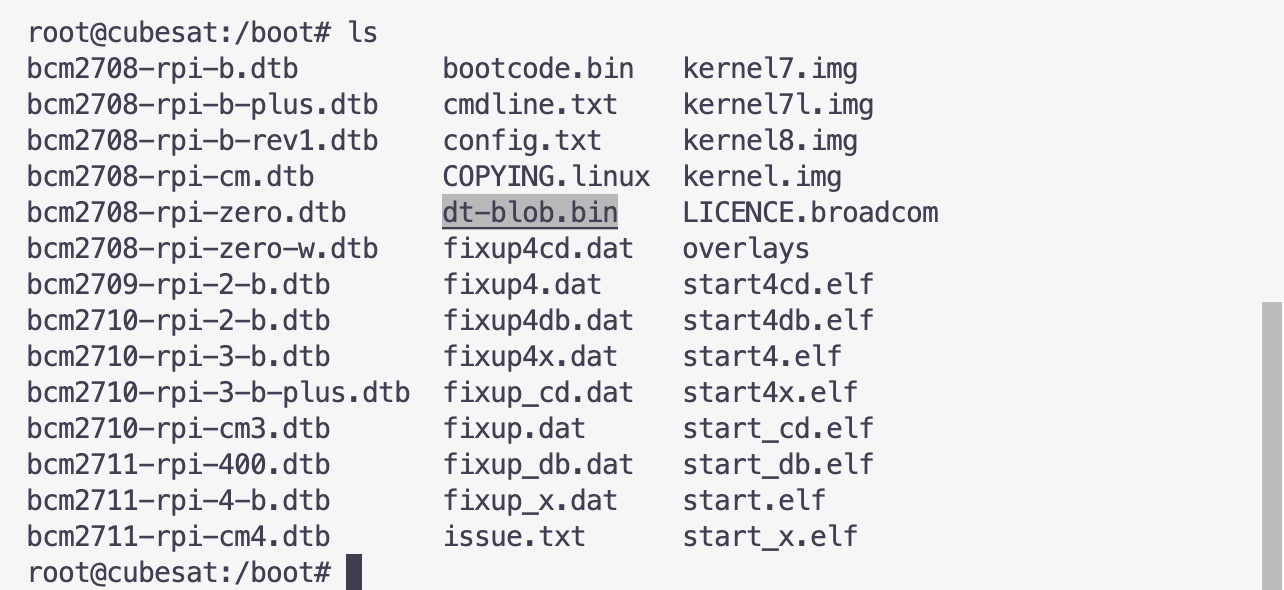 root@cubesat:/boot# ls
bcm2708-rpi-b.dtb bootcode.bin kernel7.img
bcm2708-rpi-b-plus.dtb cmdline.txt kernel7l.img
bcm2708-rpi-b-rev1.dtb config.txt kernel8.img
bcm2708-rpi-cm.dtb COPYING.linux kernel.img
bcm2708-rpi-zero.dtb dt-blob.bin LICENCE.broadcom
bcm2708-rpi-zero-w.dtb fixup4cd.dat overlays
bcm2709-rpi-2-b.dtb fixup4.dat start4cd.elf
bcm2710-rpi-2-b.dtb fixup4db.dat start4db.elf
bcm2710-rpi-3-b.dtb fixup4x.dat start4.elf
bcm2710-rpi-3-b-plus.dtb fixup_cd.dat start4x.elf
bcm2710-rpi-cm3.dtb fixup.dat start_cd.elf
bcm2711-rpi-400.dtb fixup_db.dat start_db.elf
bcm2711-rpi-4-b.dtb fixup_x.dat start.elf
bcm2711-rpi-cm4.dtb issue.txt start_x.elf
root@cubesat:/boot#